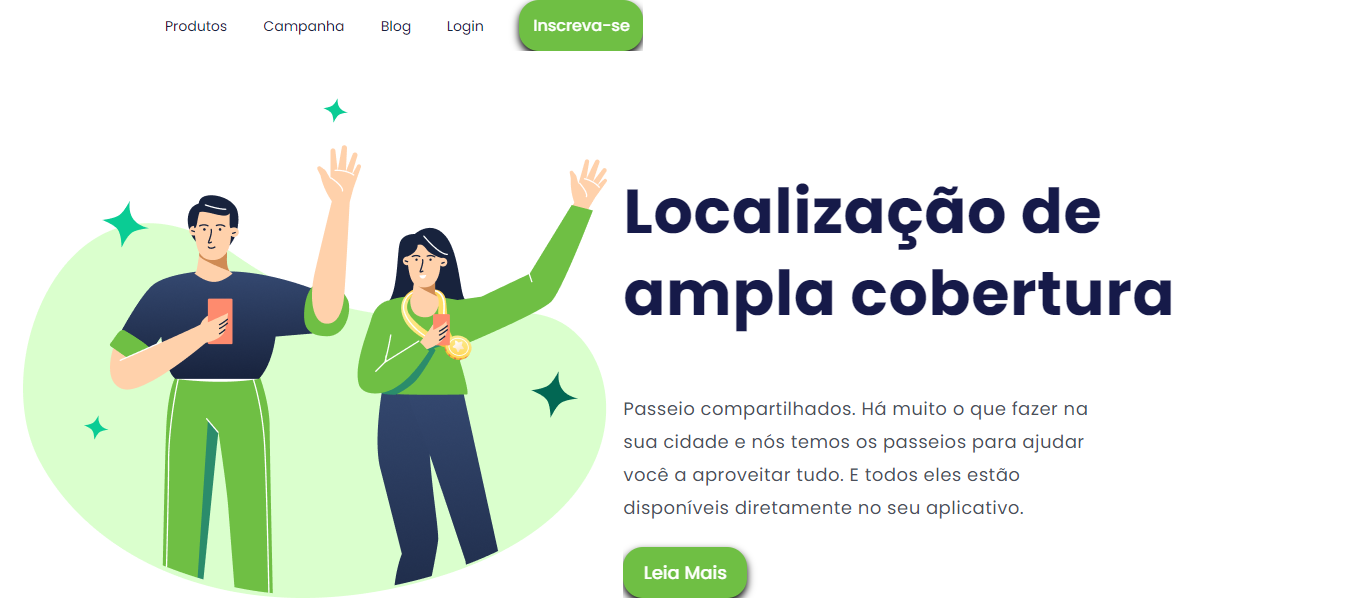 Produtos Campanha Blog Login Inscreva-se
Localização de
ampla cobertura
Passeio compartilhados. Há muito o que fazer na
sua cidade e nós temos os passeios para ajudar
você a aproveitar tudo. E todos eles estão
disponíveis diretamente no seu aplicativo.
Leia Mais